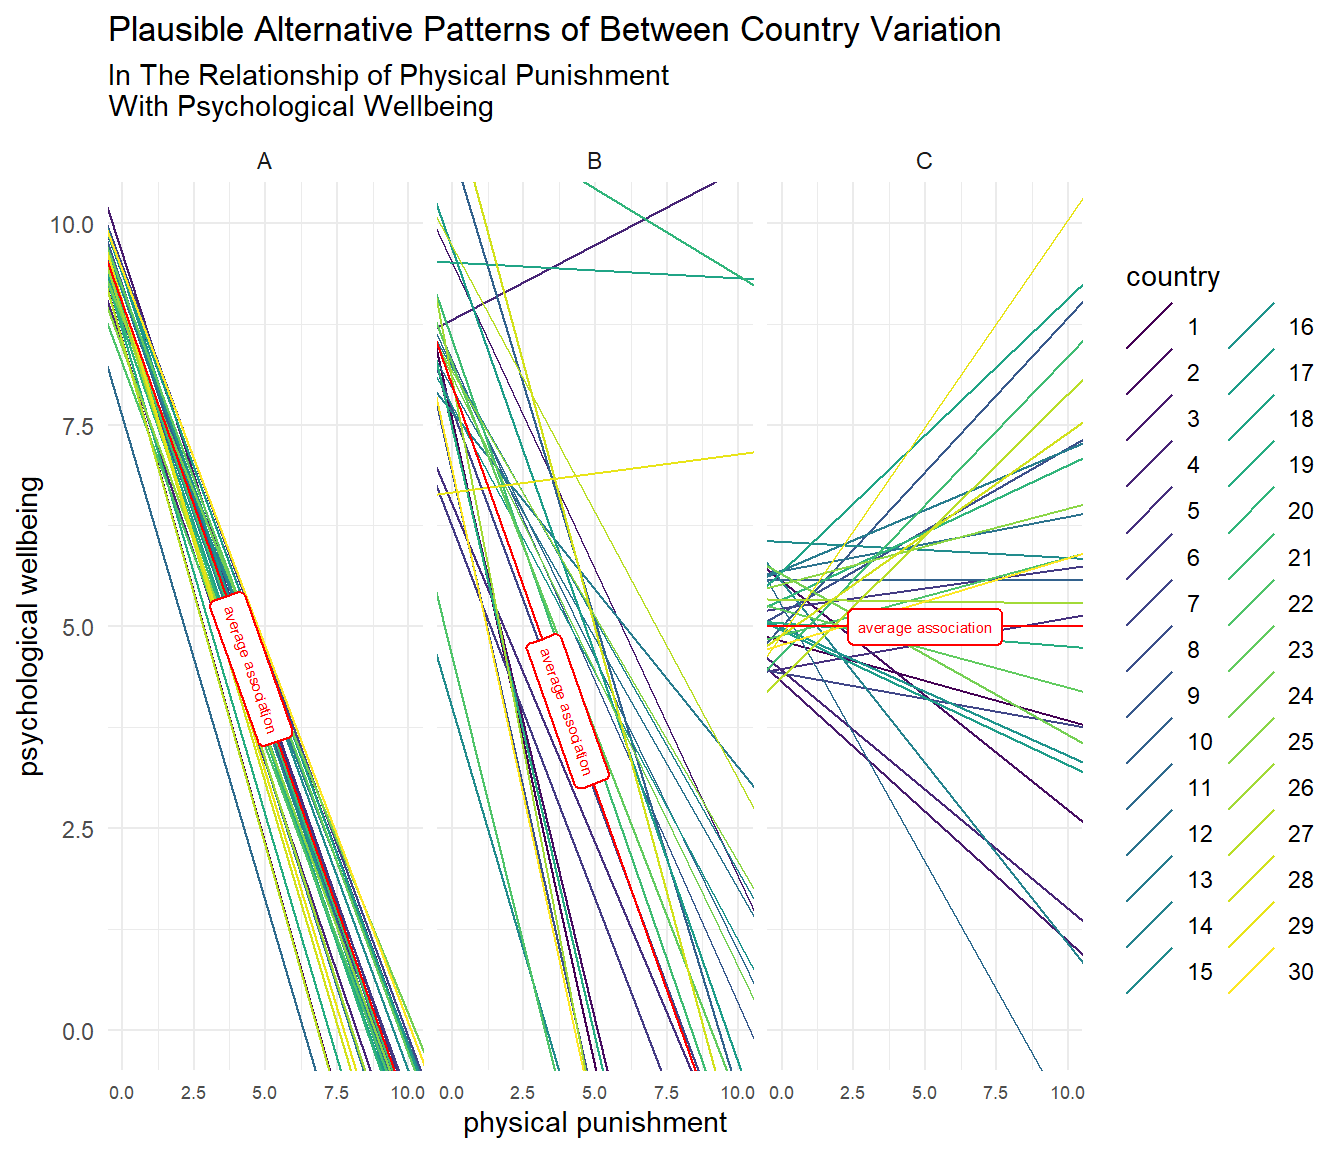 Plausible Alternative Patterns of Between Country Variation
In The Relationship of Physical Punishment
With Psychological Wellbeing
A
B
C
10.0
7.5
5.0
2.5
0.0
psychological wellbeing
average association
average association
average association
0.0 2.5 5.0 7.5 10.0
0.0 2.5 5.0 7.5 10.0
0.0 2.5 5.0 7.5 10.0
physical punishment
country
1
2
3
4
5
6
7
8
9
10
11
12
13
14
15
16
17
18
19
20
21
22
23
24
25
26
27
28
29
30